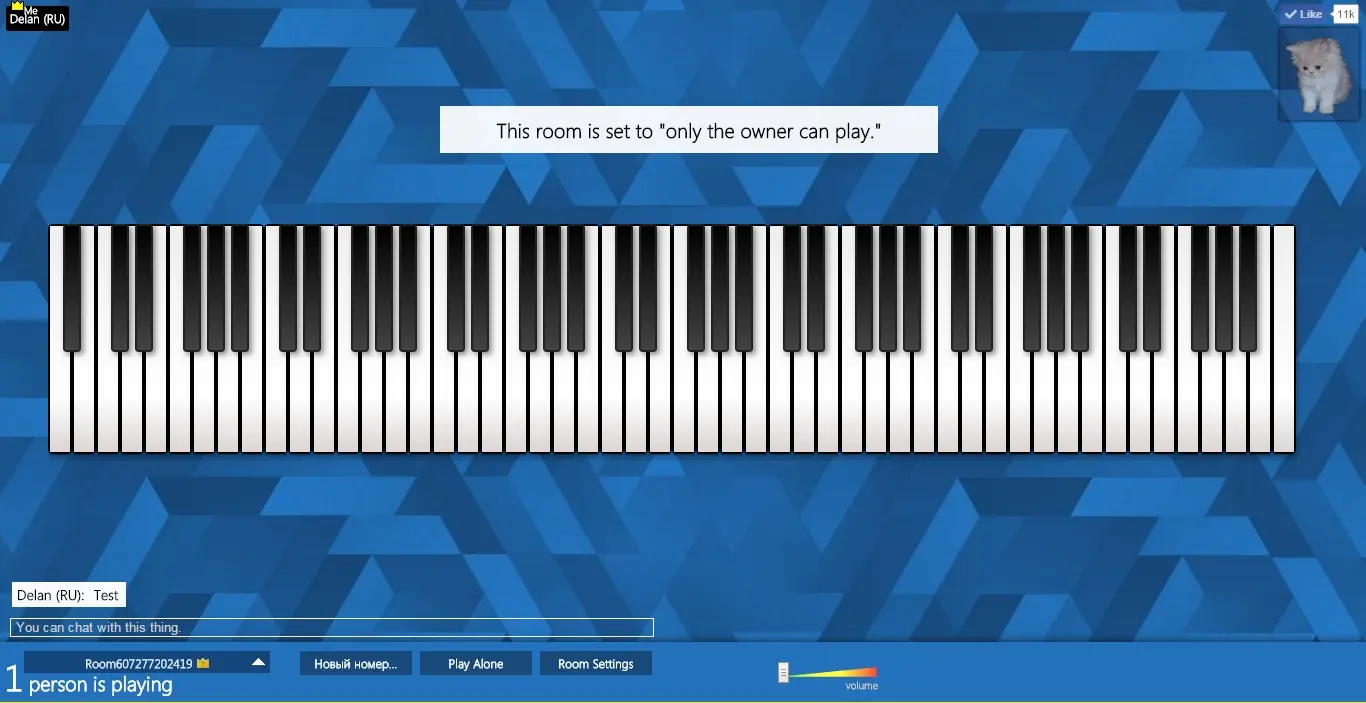 Me
Delan (RU)
Like
11k
This room is set to "only the owner can play."
Delan (RU): Test
You can chat with this thing.
Room607277202419
Новый номер...
Play Alone
Room Settings
1 person is playing
volume